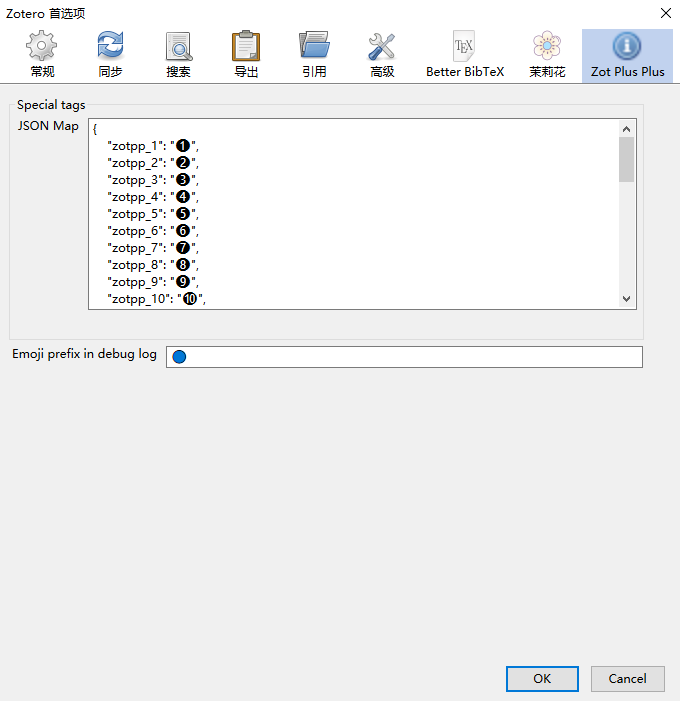 Zotero 首选项
常规 同步 搜索 导出 引用 高级 Better BibTeX 茉莉花 Zot Plus Plus
Special tags
JSON Map
{
"zotpp_1": "❶",
"zotpp_2": "❷",
"zotpp_3": "❸",
"zotpp_4": "❹",
"zotpp_5": "❺",
"zotpp_6": "❻",
"zotpp_7": "❼",
"zotpp_8": "❽",
"zotpp_9": "❾",
"zotpp_10": "❿",
Emoji prefix in debug log 🔵
OK Cancel